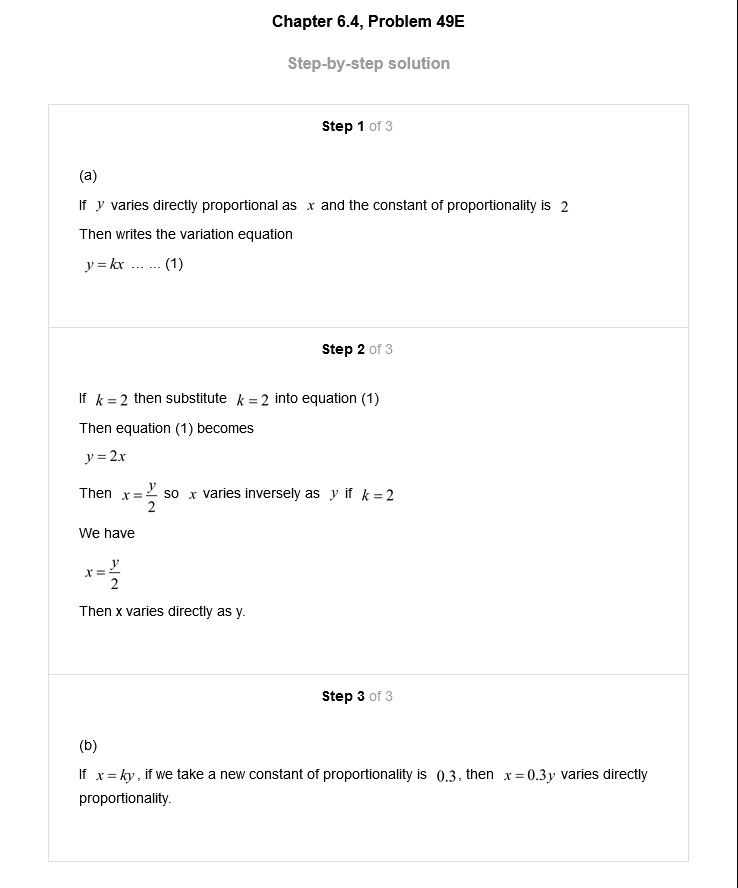 Chapter 6.4, Problem 49E
Step-by-step solution
Step 1 of 3
(a)
If y varies directly proportional as x and the constant of proportionality is 2
Then writes the variation equation
y = kx ... ... (1)
Step 2 of 3
If k = 2 then substitute k = 2 into equation (1)
Then equation (1) becomes
y = 2x
Then x = y/2 so x varies inversely as y if k = 2
We have
x = y/2
Then x varies directly as y.
Step 3 of 3
(b)
If x = ky, if we take a new constant of proportionality is 0.3, then x = 0.3y varies directly
proportionality.